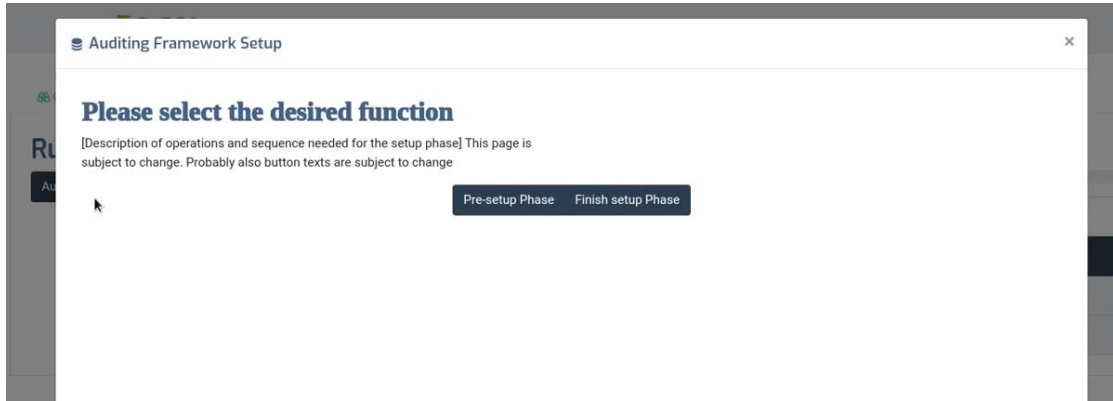 Auditing Framework Setup
×
Please select the desired function
[Description of operations and sequence needed for the setup phase] This page is
subject to change. Probably also button texts are subject to change
Ru
Au
Pre-setup Phase Finish setup Phase